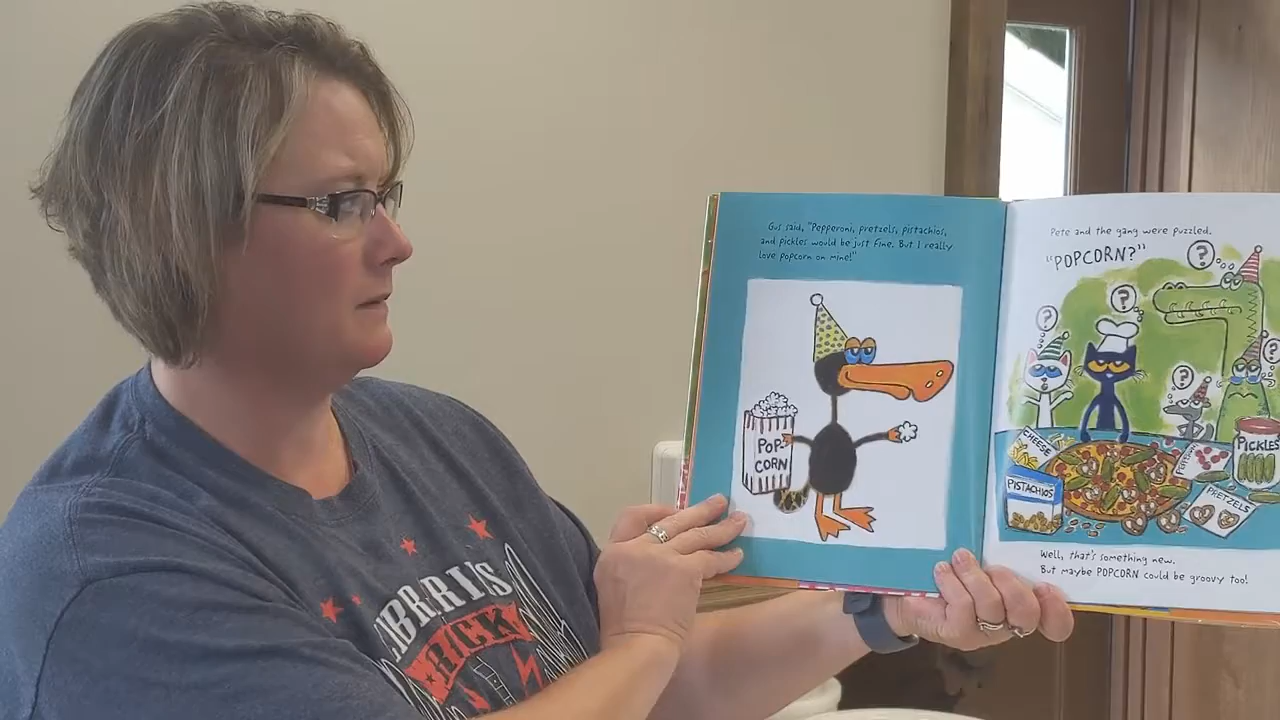 Gus said, "Pepperoni, pretzels, pistachios,
and pickles would be just fine. But I really
love popcorn on mine!"
POP-
CORN
Pete and the gang were puzzled.
"POPCORN?"
?
?
?
?
?
CHEESE
PISTACHIOS
PEPPERONI
PICKLES
PRETZELS
Well, that's something new.
But maybe POPCORN could be groovy too!
ROCK